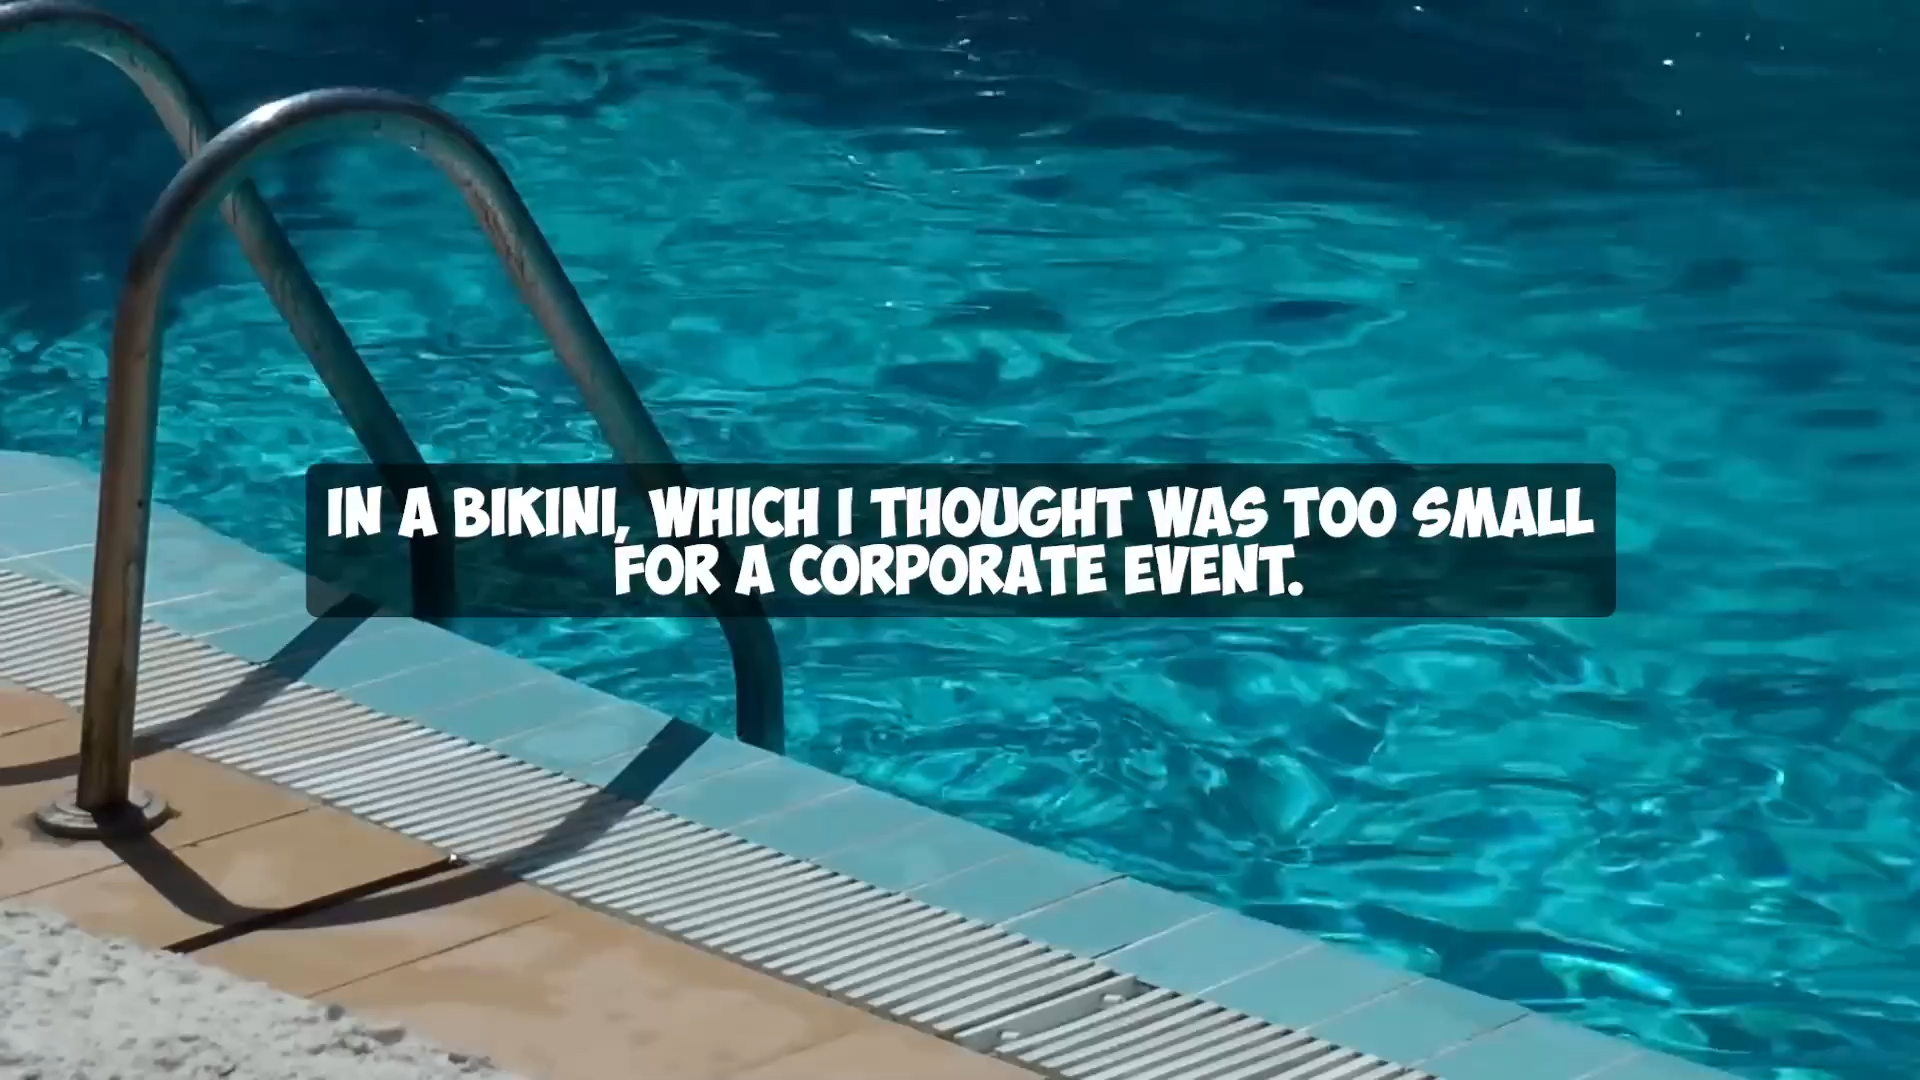 IN A BIKINI, WHICH I THOUGHT WAS TOO SMALL
FOR A CORPORATE EVENT.